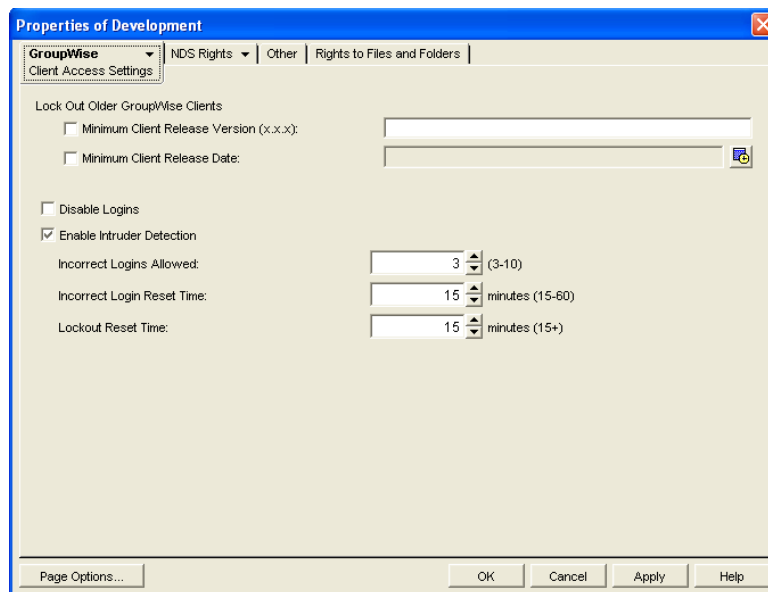 Properties of Development
GroupWise NDS Rights Other Rights to Files and Folders
Client Access Settings
Lock Out Older GroupWise Clients
Minimum Client Release Version (x.x.x):
Minimum Client Release Date:
Disable Logins
Enable Intruder Detection
Incorrect Logins Allowed: 3 (3-10)
Incorrect Login Reset Time: 15 minutes (15-60)
Lockout Reset Time: 15 minutes (15+)
Page Options... OK Cancel Apply Help